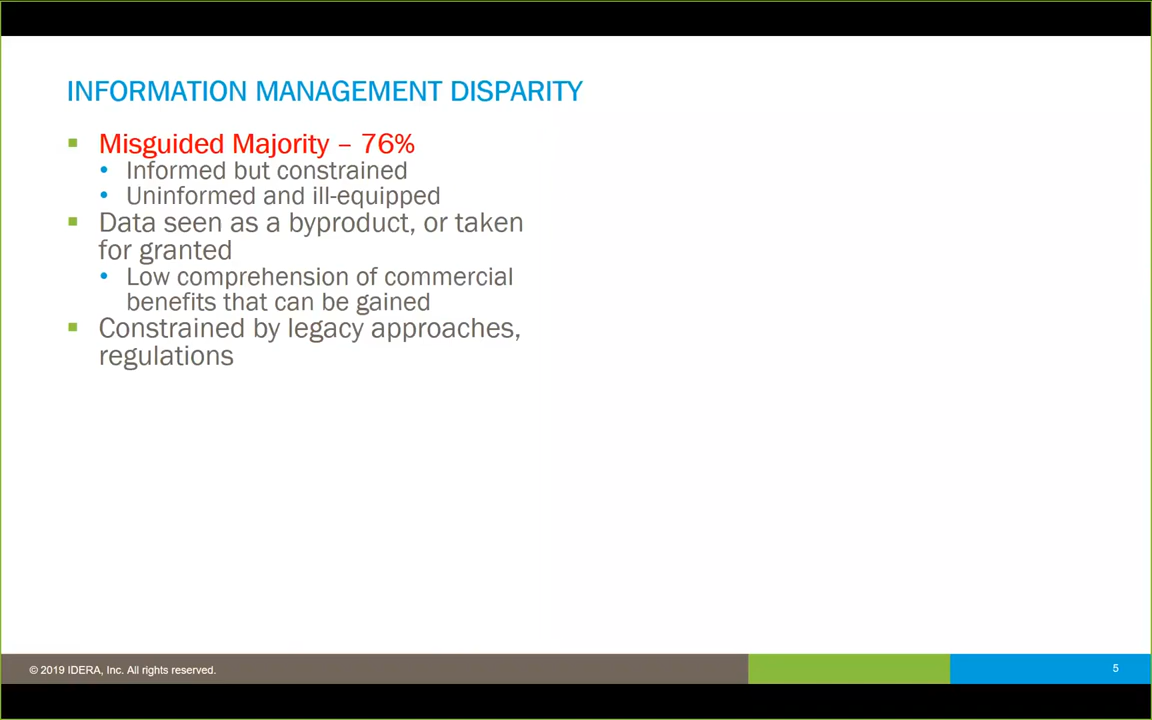 INFORMATION MANAGEMENT DISPARITY
Misguided Majority – 76%
Informed but constrained
Uninformed and ill-equipped
Data seen as a byproduct, or taken
for granted
Low comprehension of commercial
benefits that can be gained
Constrained by legacy approaches,
regulations
© 2019 IDERA, Inc. All rights reserved.
5